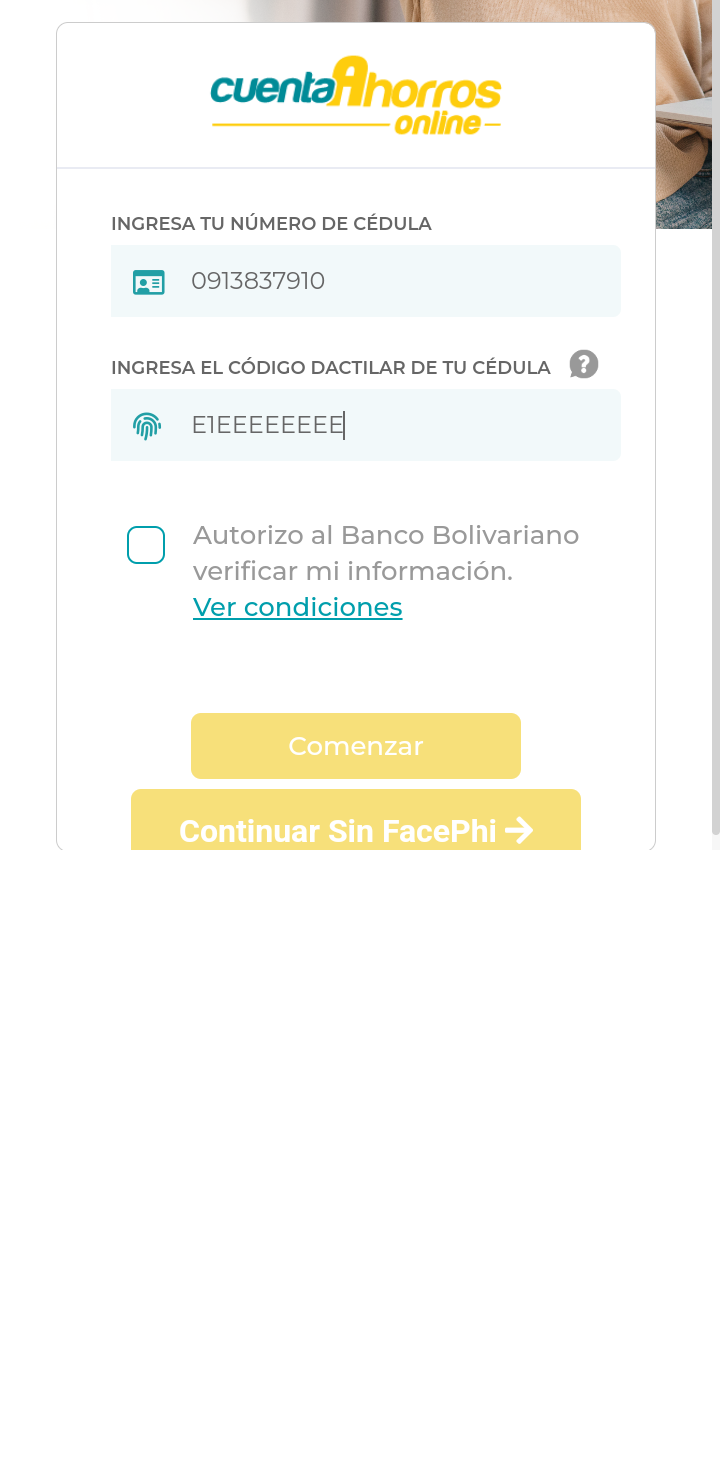 cuentaAhorros
online
INGRESA TU NÚMERO DE CÉDULA
0913837910
INGRESA EL CÓDIGO DACTILAR DE TU CÉDULA
E1EEEEEEEE
Autorizo al Banco Bolivariano
verificar mi información.
Ver condiciones
Comenzar
Continuar Sin FacePhi